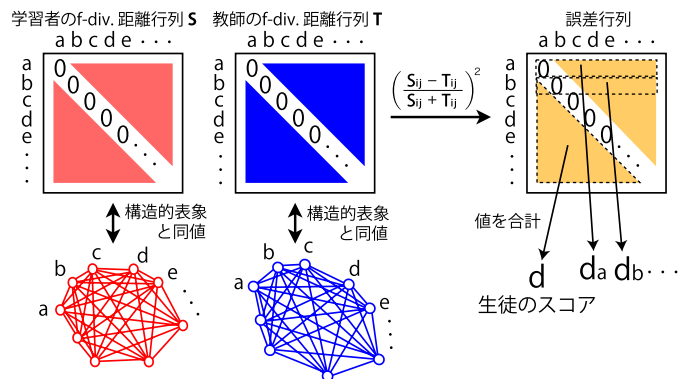 学習者のf-div. 距離行列 S
a b c d e ・・・
a
b
c
d
e
・
・
・
0
0
0
0
0
・・・
構造的表象
と同値
a
b
c
d
e
・・・
教師のf-div. 距離行列 T
a b c d e ・・・
a
b
c
d
e
・
・
・
0
0
0
0
0
・・・
構造的表象
と同値
a
b
c
d
e
・・・
(Sij − Tij / Sij + Tij)²
誤差行列
a b c d e ・・・
a
b
c
d
e
・
・
・
0
0
0
0
0
・・・
値を合計
d da db・・・
生徒のスコア